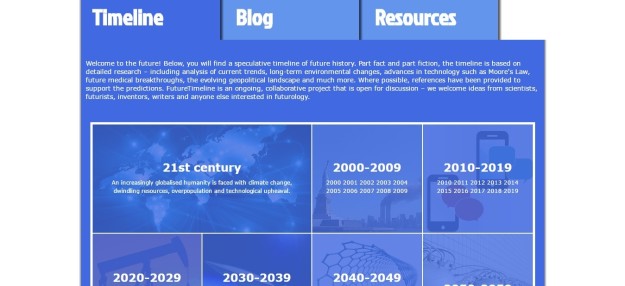 Timeline
Blog
Resources
Welcome to the future! Below, you will find a speculative timeline of future history. Part fact and part fiction, the timeline is based on
detailed research – including analysis of current trends, long-term environmental changes, advances in technology such as Moore's Law,
future medical breakthroughs, the evolving geopolitical landscape and much more. Where possible, references have been provided to
support the predictions. FutureTimeline is an ongoing, collaborative project that is open for discussion – we welcome ideas from scientists,
futurists, inventors, writers and anyone else interested in futurology.
21st century
An increasingly globalised humanity is faced with climate change,
dwindling resources, overpopulation and technological upheaval.
2000-2009
2000 2001 2002 2003 2004
2005 2006 2007 2008 2009
2010-2019
2010 2011 2012 2013 2014
2015 2016 2017 2018 2019
2020-2029
2030-2039
2040-2049